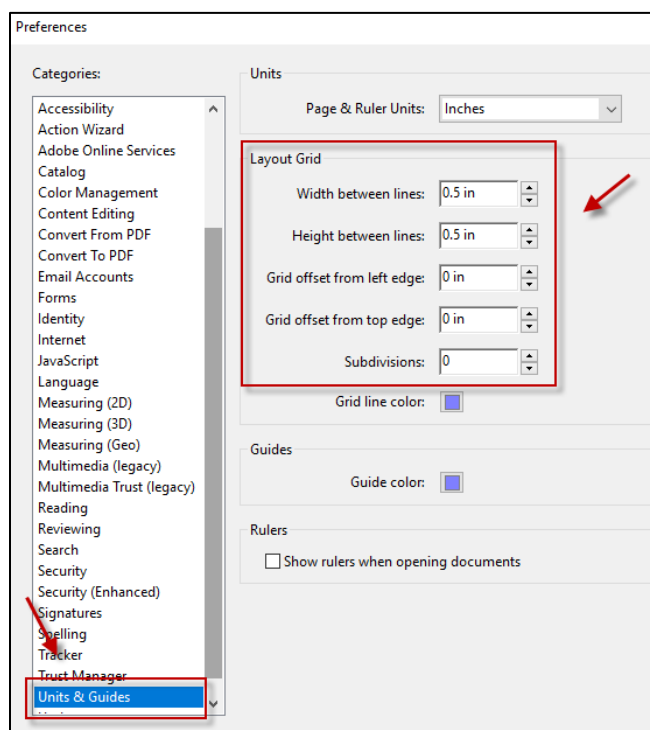 Preferences
Categories:
Accessibility
Action Wizard
Adobe Online Services
Catalog
Color Management
Content Editing
Convert From PDF
Convert To PDF
Email Accounts
Forms
Identity
Internet
JavaScript
Language
Measuring (2D)
Measuring (3D)
Measuring (Geo)
Multimedia (legacy)
Multimedia Trust (legacy)
Reading
Reviewing
Search
Security
Security (Enhanced)
Signatures
Spelling
Tracker
Trust Manager
Units & Guides
Units
Page & Ruler Units: Inches
Layout Grid
Width between lines: 0.5 in
Height between lines: 0.5 in
Grid offset from left edge: 0 in
Grid offset from top edge: 0 in
Subdivisions: 0
Grid line color:
Guides
Guide color:
Rulers
Show rulers when opening documents